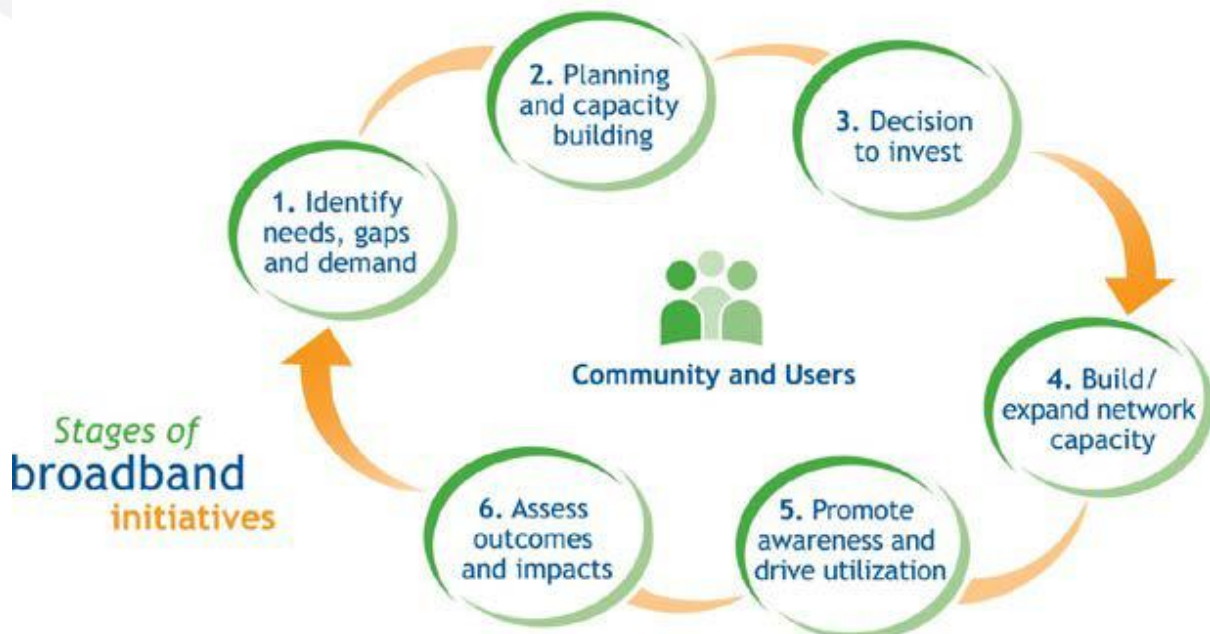 2. Planning
and capacity
building
3. Decision
to invest
1. Identify
needs, gaps
and demand
Community and Users
4. Build/
expand network
capacity
Stages of
broadband
initiatives
6. Assess
outcomes
and impacts
5. Promote
awareness and
drive utilization